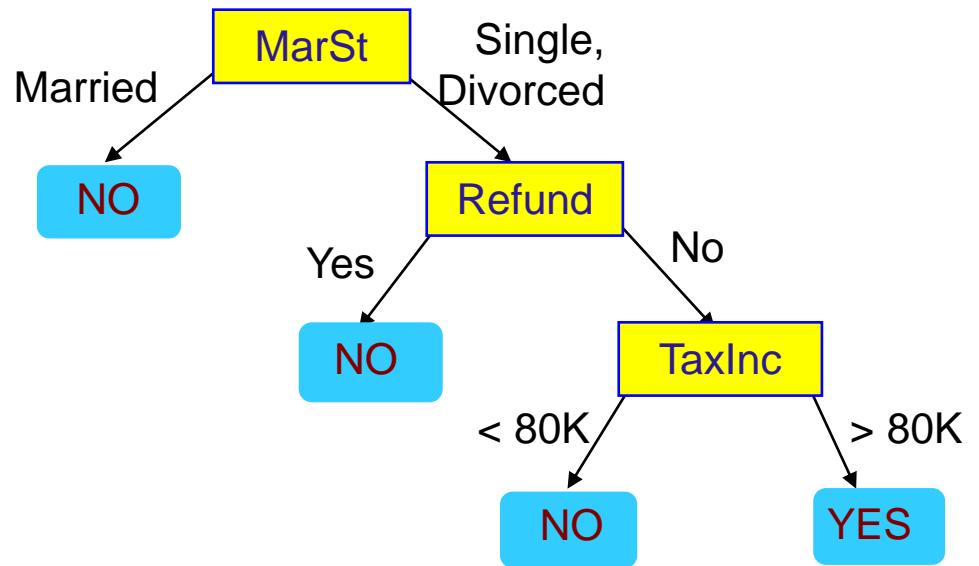 MarSt
Single,
Divorced
Married
NO
Refund
Yes
No
NO
TaxInc
< 80K
> 80K
NO
YES